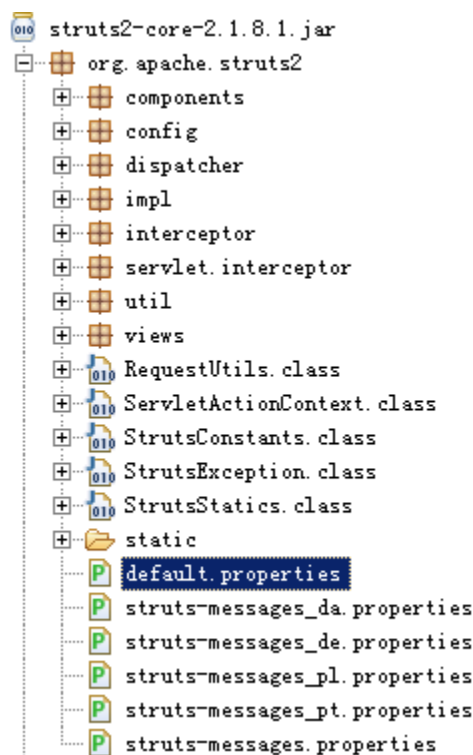 struts2-core-2.1.8.1.jar
org.apache.struts2
components
config
dispatcher
impl
interceptor
servlet.interceptor
util
views
RequestUtils.class
ServletActionContext.class
StrutsConstants.class
StrutsException.class
StrutsStatics.class
static
default.properties
struts-messages_da.properties
struts-messages_de.properties
struts-messages_pl.properties
struts-messages_pt.properties
struts-messages.properties